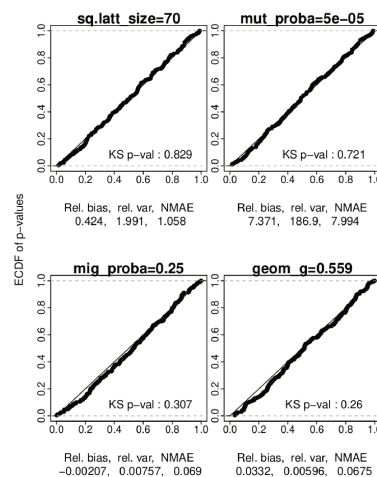 sq.latt_size=70
mut_proba=5e-05
1.0
0.8
0.6
0.4
0.2
0.0
KS p-val : 0.829
KS p-val : 0.721
0.0 0.2 0.4 0.6 0.8 1.0
0.0 0.2 0.4 0.6 0.8 1.0
Rel. bias, rel. var, NMAE
0.424, 1.991, 1.058
Rel. bias, rel. var, NMAE
7.371, 186.9, 7.994
ECDF of p-values
mig_proba=0.25
geom_g=0.559
1.0
0.8
0.6
0.4
0.2
0.0
KS p-val : 0.307
KS p-val : 0.26
0.0 0.2 0.4 0.6 0.8 1.0
0.0 0.2 0.4 0.6 0.8 1.0
Rel. bias, rel. var, NMAE
-0.00207, 0.00757, 0.069
Rel. bias, rel. var, NMAE
0.0332, 0.00596, 0.0675